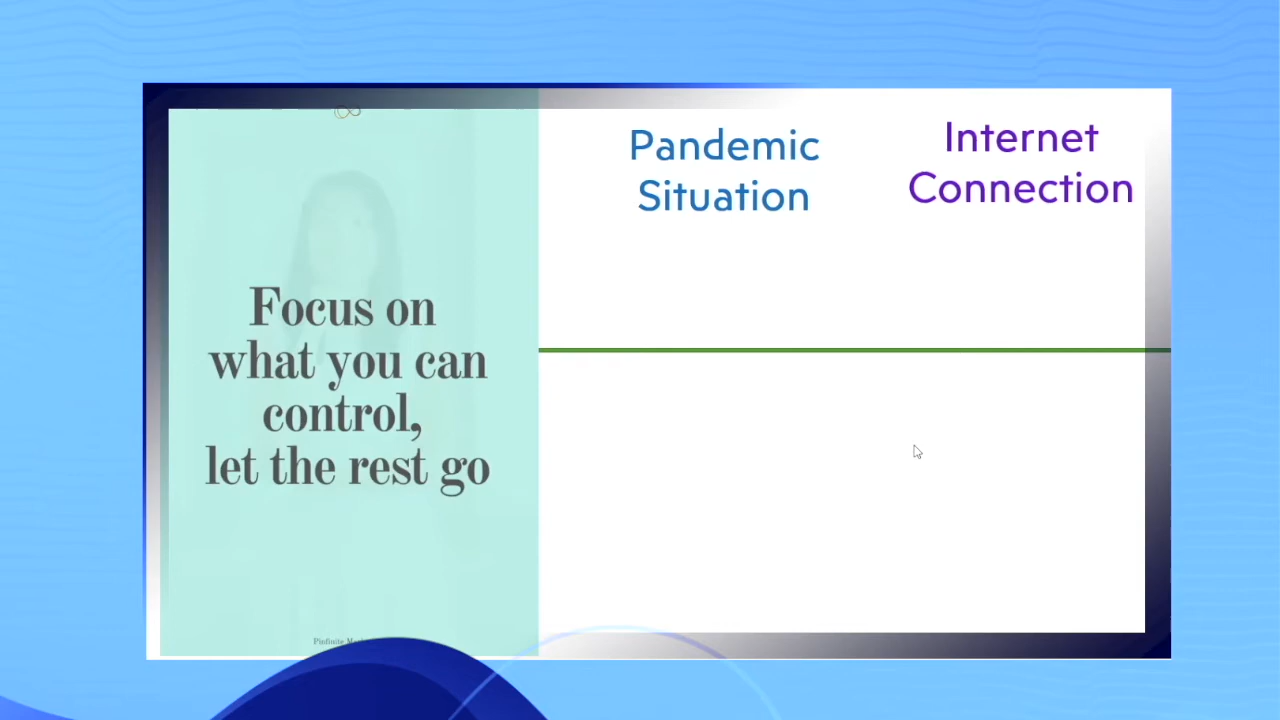 Focus on
what you can
control,
let the rest go
Pandemic
Situation
Internet
Connection